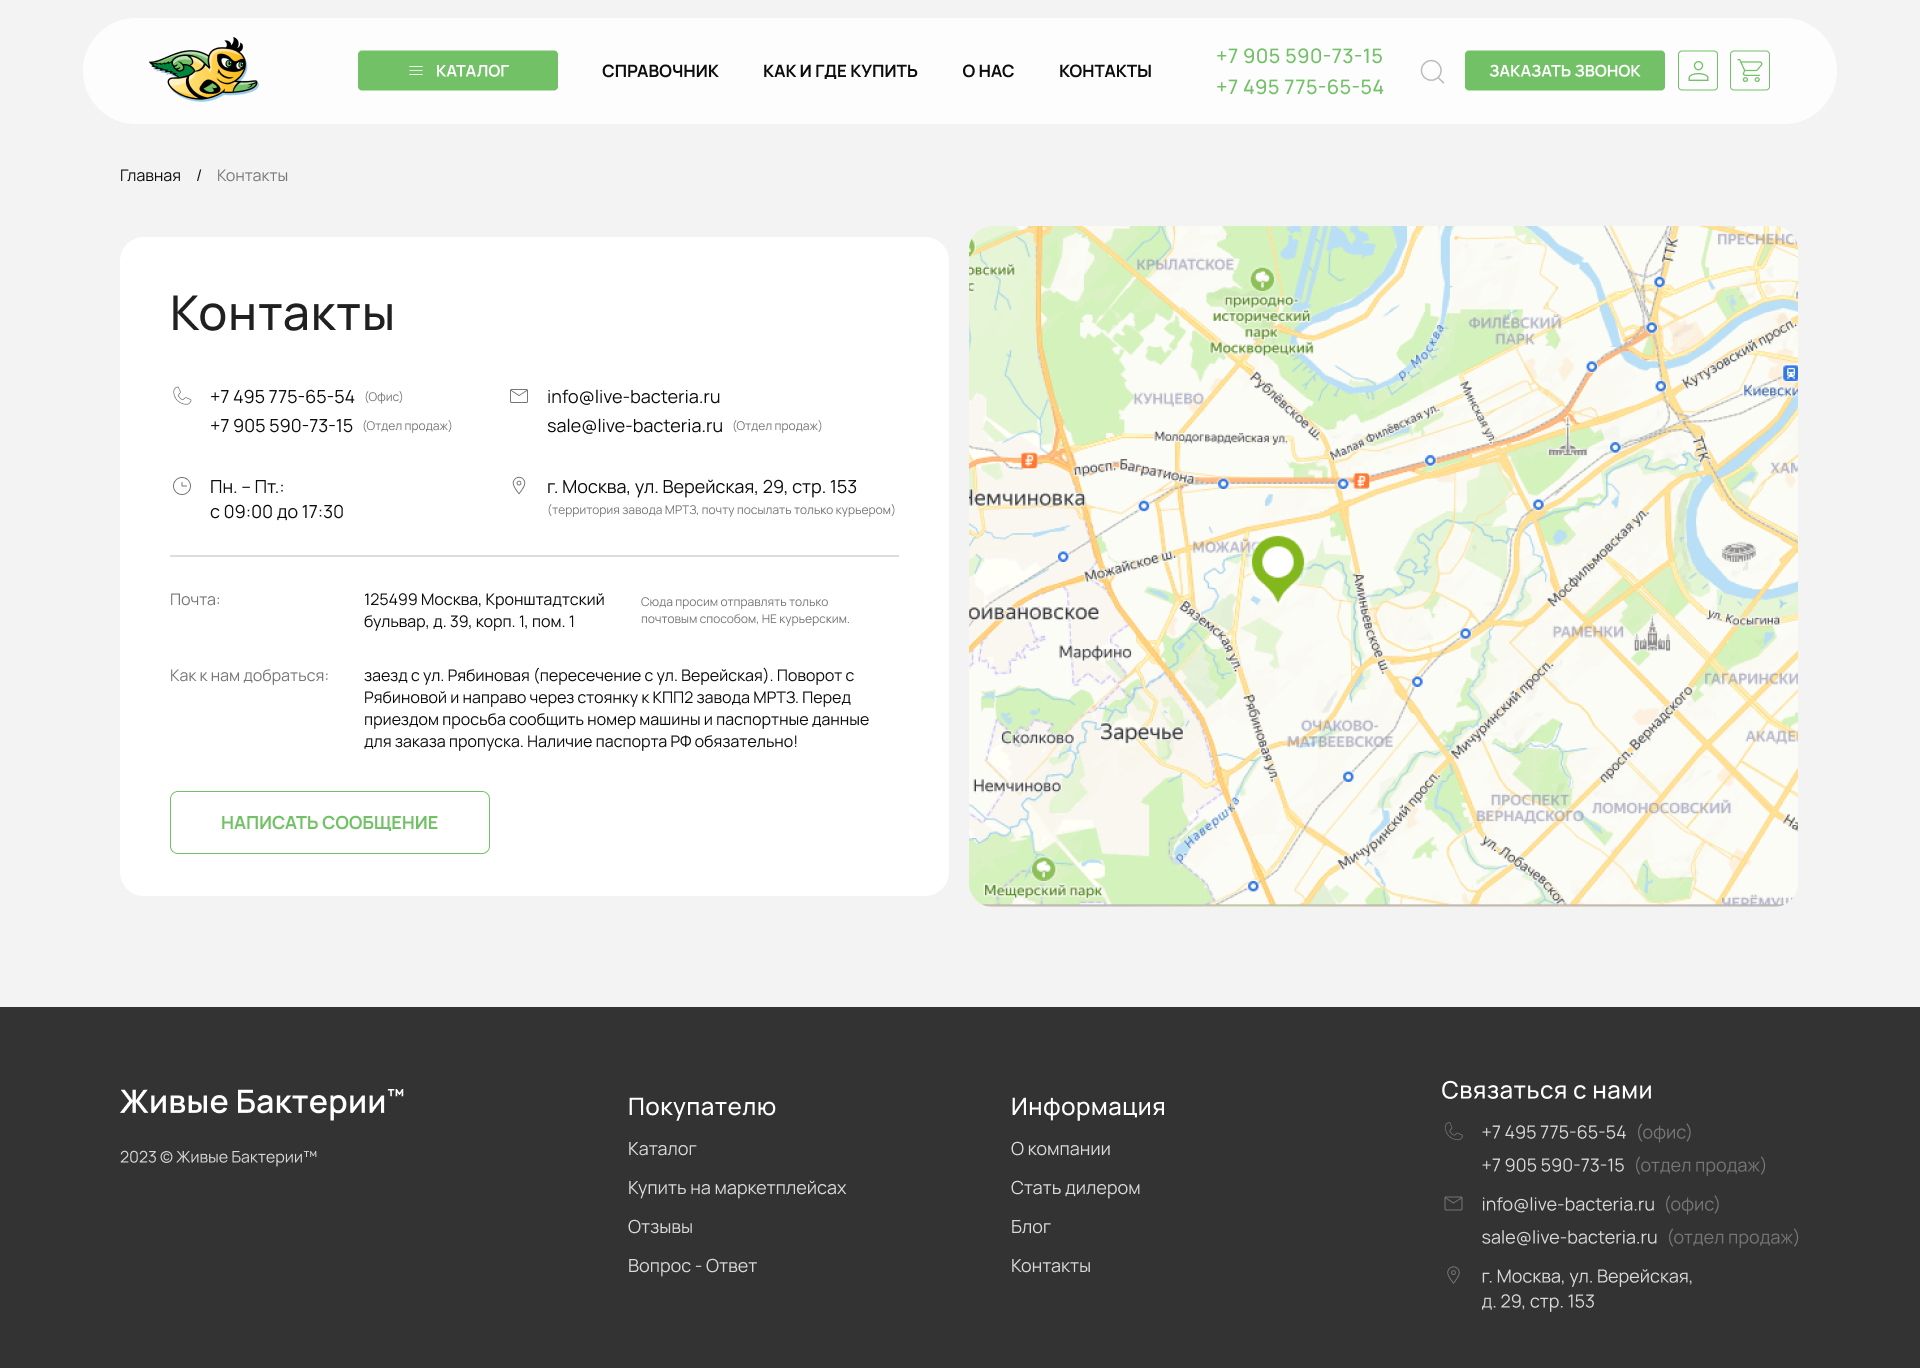 КАТАЛОГ
СПРАВОЧНИК
КАК И ГДЕ КУПИТЬ
О НАС
КОНТАКТЫ
+7 905 590-73-15
+7 495 775-65-54
ЗАКАЗАТЬ ЗВОНОК
Главная / Контакты
Контакты
+7 495 775-65-54 (Офис)
+7 905 590-73-15 (Отдел продаж)
info@live-bacteria.ru
sale@live-bacteria.ru (Отдел продаж)
Пн. – Пт.:
с 09:00 до 17:30
г. Москва, ул. Верейская, 29, стр. 153
(территория завода МРТЗ, почту посылать только курьером)
Почта:
125499 Москва, Кронштадтский
бульвар, д. 39, корп. 1, пом. 1
Сюда просим отправлять только
почтовым способом, НЕ курьерским.
Как к нам добраться:
заезд с ул. Рябиновая (пересечение с ул. Верейская). Поворот с
Рябиновой и направо через стоянку к КПП2 завода МРТЗ. Перед
приездом просьба сообщить номер машины и паспортные данные
для заказа пропуска. Наличие паспорта РФ обязательно!
НАПИСАТЬ СООБЩЕНИЕ
ПРЕСНЕНС
ТТК
КРЫЛАТСКОЕ
овский
с
природно-
исторический
парк
Москворецкий
ФИЛЁВСКИЙ
ПАРК
р. Москва
Кутузовский просп.
Киевски
КУНЦЕВО
Рублёвское ш.
Минская ул.
Малая Филёвская ул.
Молодогвардейская ул.
ТТК
просп. Багратиона
ХАМ
Немчиновка
МОЖАЙС
Можайское ш.
Мосфильмовская ул.
оивановское
Вяземская ул.
Аминьевское ш.
ул. Косыгина
РАМЕНКИ
Марфино
ГАГАРИНСКИ
Рябиновая ул.
Мичуринский просп.
просп. Вернадского
ОЧАКОВО-
МАТВЕЕВСКОЕ
Заречье
Сколково
АКАДЕ
Немчиново
ПРОСПЕКТ
ВЕРНАДСКОГО
ЛОМОНОСОВСКИЙ
На
р. Навершка
Мичуринский просп.
ул. Лобачевског
Мещерский парк
ЧЕРЁМУШ
Живые Бактерии™
2023 © Живые Бактерии™
Покупателю
Каталог
Купить на маркетплейсах
Отзывы
Вопрос - Ответ
Информация
О компании
Стать дилером
Блог
Контакты
Связаться с нами
+7 495 775-65-54 (офис)
+7 905 590-73-15 (отдел продаж)
info@live-bacteria.ru (офис)
sale@live-bacteria.ru (отдел продаж)
г. Москва, ул. Верейская,
д. 29, стр. 153